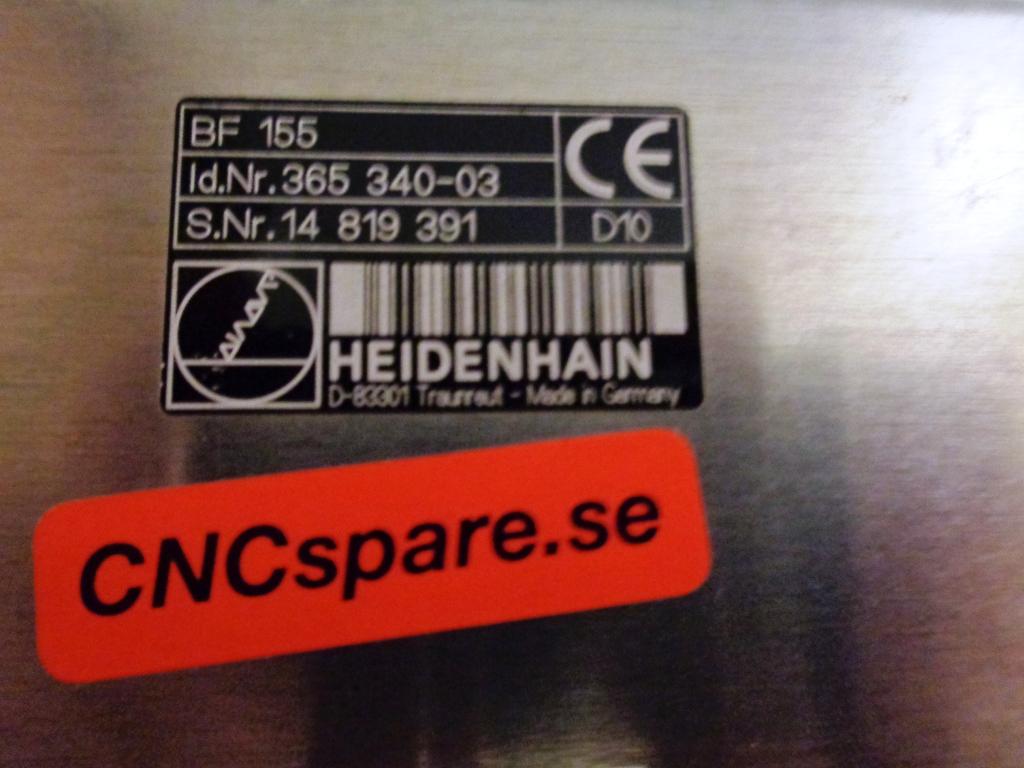 BF 155
CE
Id.Nr.365 340-03
S.Nr.14 819 391
D10
HEIDENHAIN
D-83301 Traunreut - Made in Germany
CNCspare.se